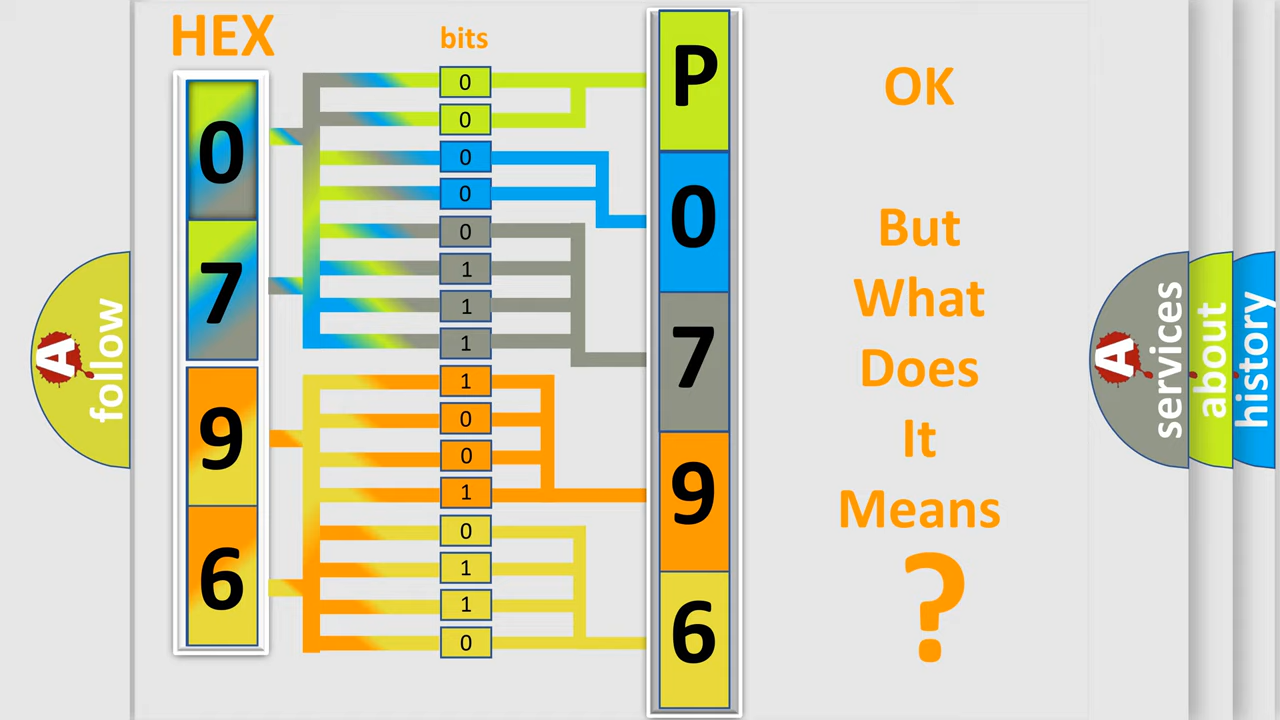 HEX
bits
0
7
9
6
0
0
0
0
0
1
1
1
1
0
0
1
0
1
1
0
P
0
7
9
6
OK
But
What
Does
It
Means
?
A
follow
A
services
about
history